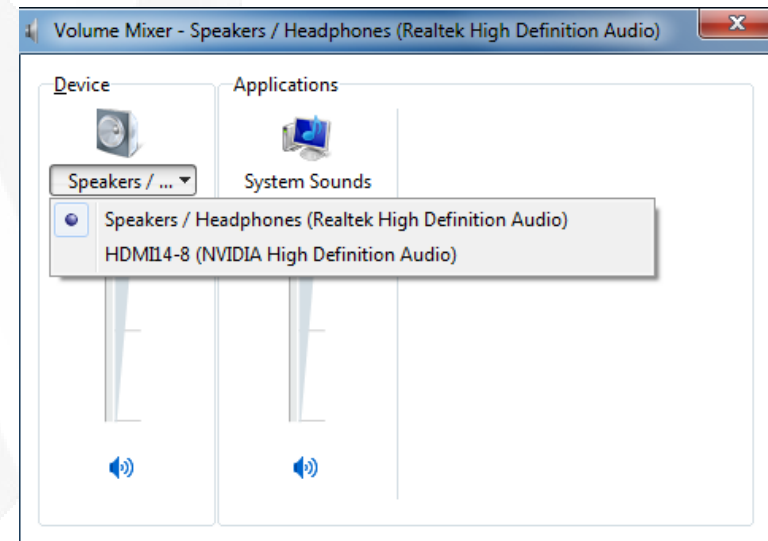 Volume Mixer - Speakers / Headphones (Realtek High Definition Audio)
Device
Applications
Speakers / ...
System Sounds
Speakers / Headphones (Realtek High Definition Audio)
HDMI14-8 (NVIDIA High Definition Audio)